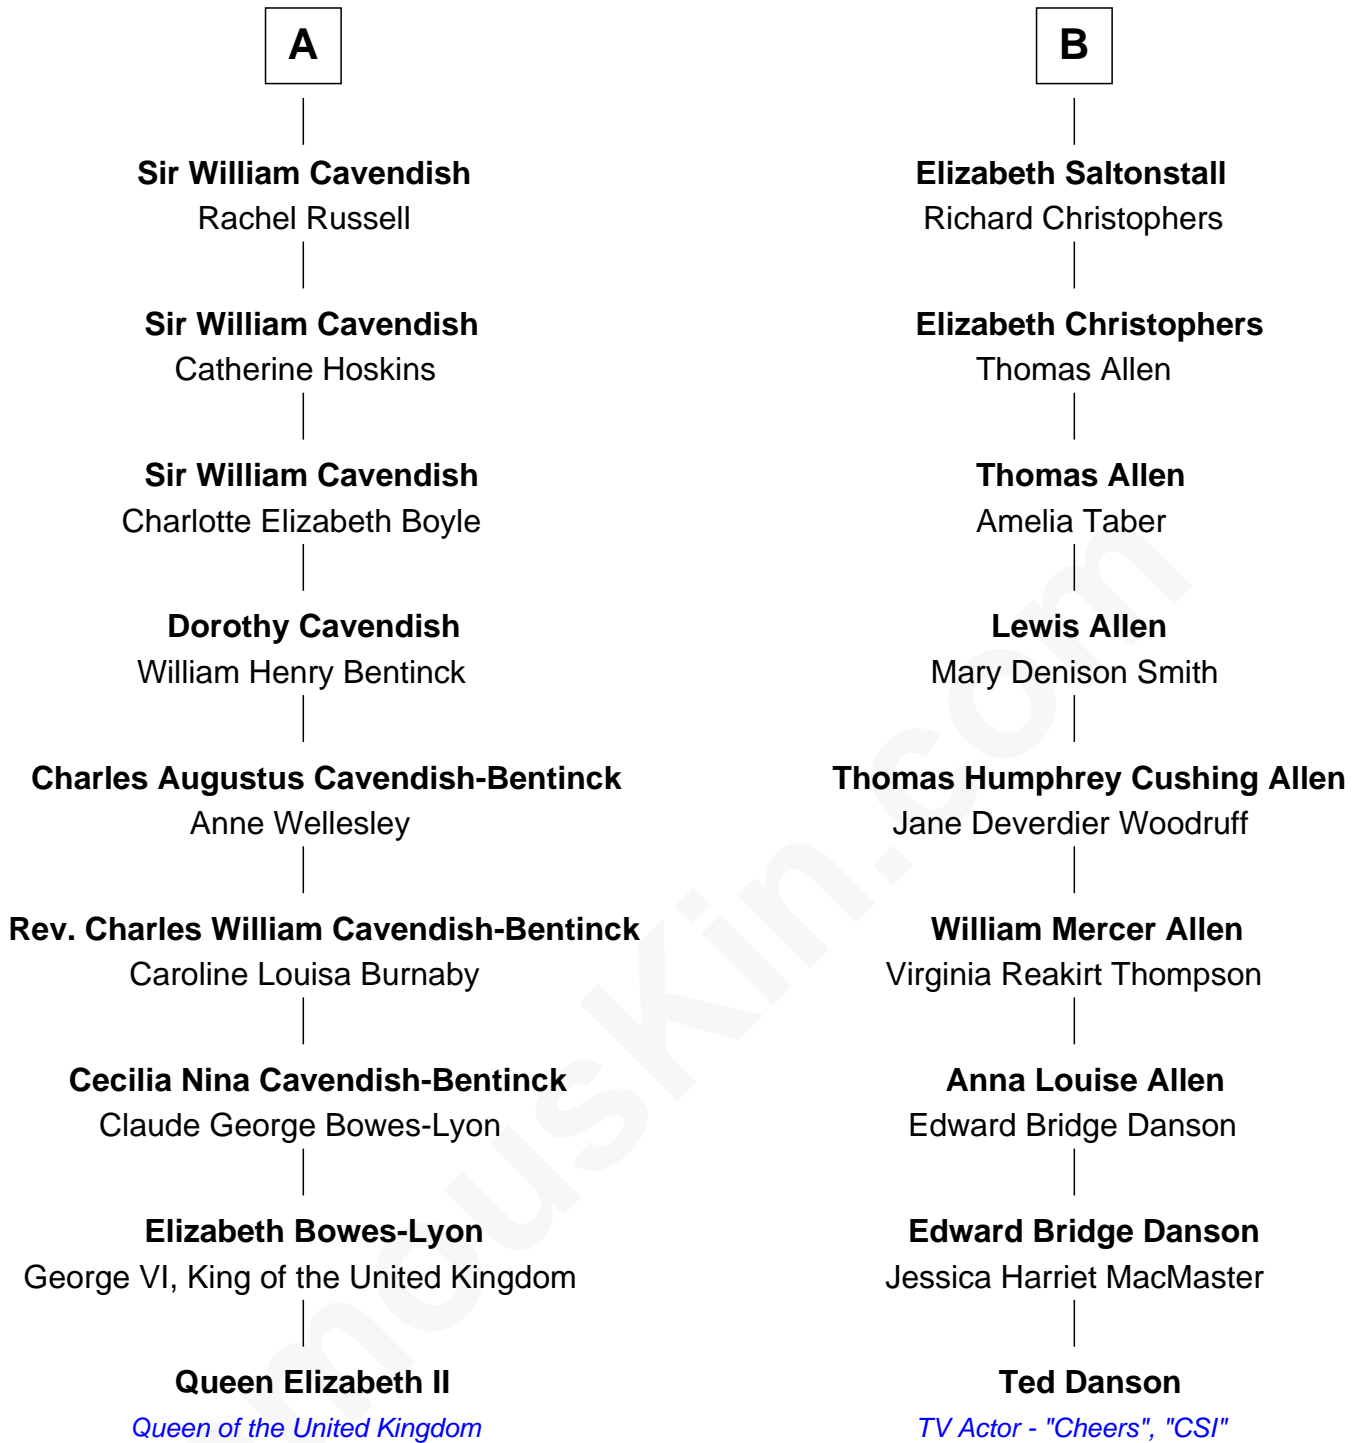 A
Sir William Cavendish
Rachel Russell
Sir William Cavendish
Catherine Hoskins
Sir William Cavendish
Charlotte Elizabeth Boyle
Dorothy Cavendish
William Henry Bentinck
Charles Augustus Cavendish-Bentinck
Anne Wellesley
Rev. Charles William Cavendish-Bentinck
Caroline Louisa Burnaby
Cecilia Nina Cavendish-Bentinck
Claude George Bowes-Lyon
Elizabeth Bowes-Lyon
George VI, King of the United Kingdom
Queen Elizabeth II
Queen of the United Kingdom
B
Elizabeth Saltonstall
Richard Christophers
Elizabeth Christophers
Thomas Allen
Thomas Allen
Amelia Taber
Lewis Allen
Mary Denison Smith
Thomas Humphrey Cushing Allen
Jane Deverdier Woodruff
William Mercer Allen
Virginia Reakirt Thompson
Anna Louise Allen
Edward Bridge Danson
Edward Bridge Danson
Jessica Harriet MacMaster
Ted Danson
TV Actor - "Cheers", "CSI"
mouskin.com